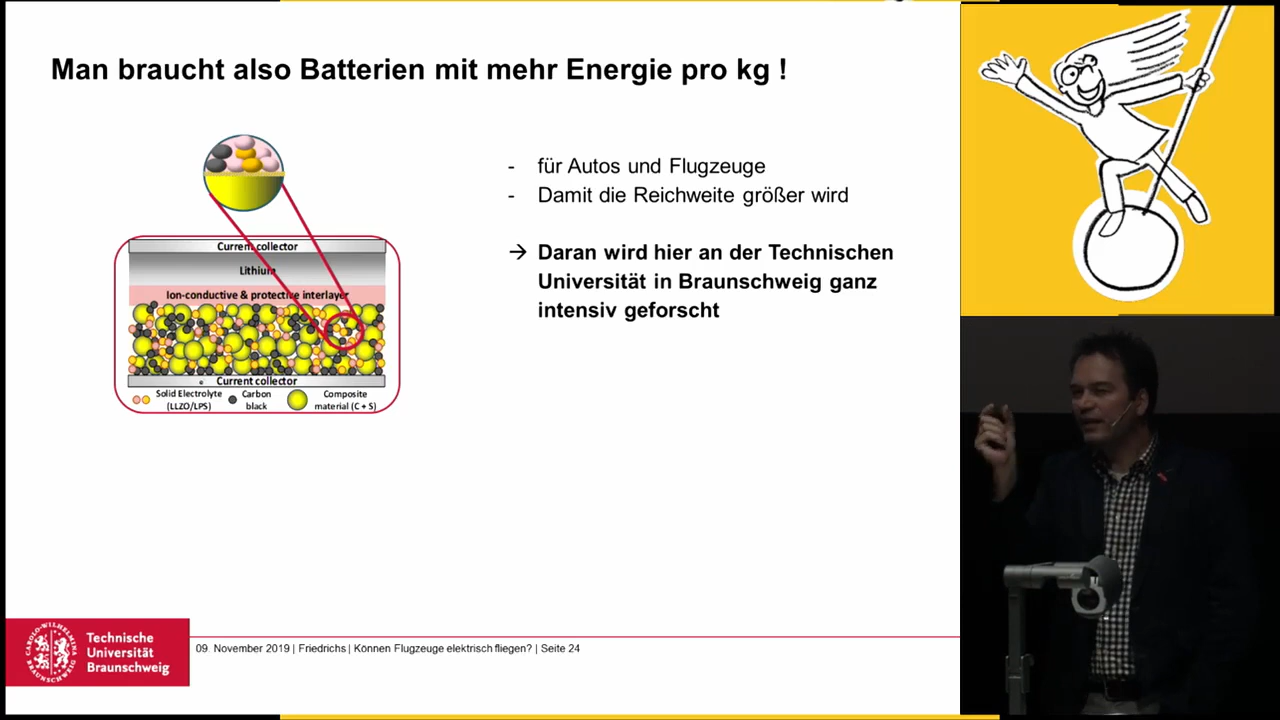 Man braucht also Batterien mit mehr Energie pro kg !
- für Autos und Flugzeuge
- Damit die Reichweite größer wird
→ Daran wird hier an der Technischen
Universität in Braunschweig ganz
intensiv geforscht
Current collector
Lithium
Ion-conductive & protective interlayer
Current collector
Solid Electrolyte
(LLZO/LPS)
Carbon
black
Composite
material (C + S)
CAROLO-WILHELMINA
BRAUNSCHWEIG
Technische
Universität
Braunschweig
09. November 2019 | Friedrichs | Können Flugzeuge elektrisch fliegen? | Seite 24